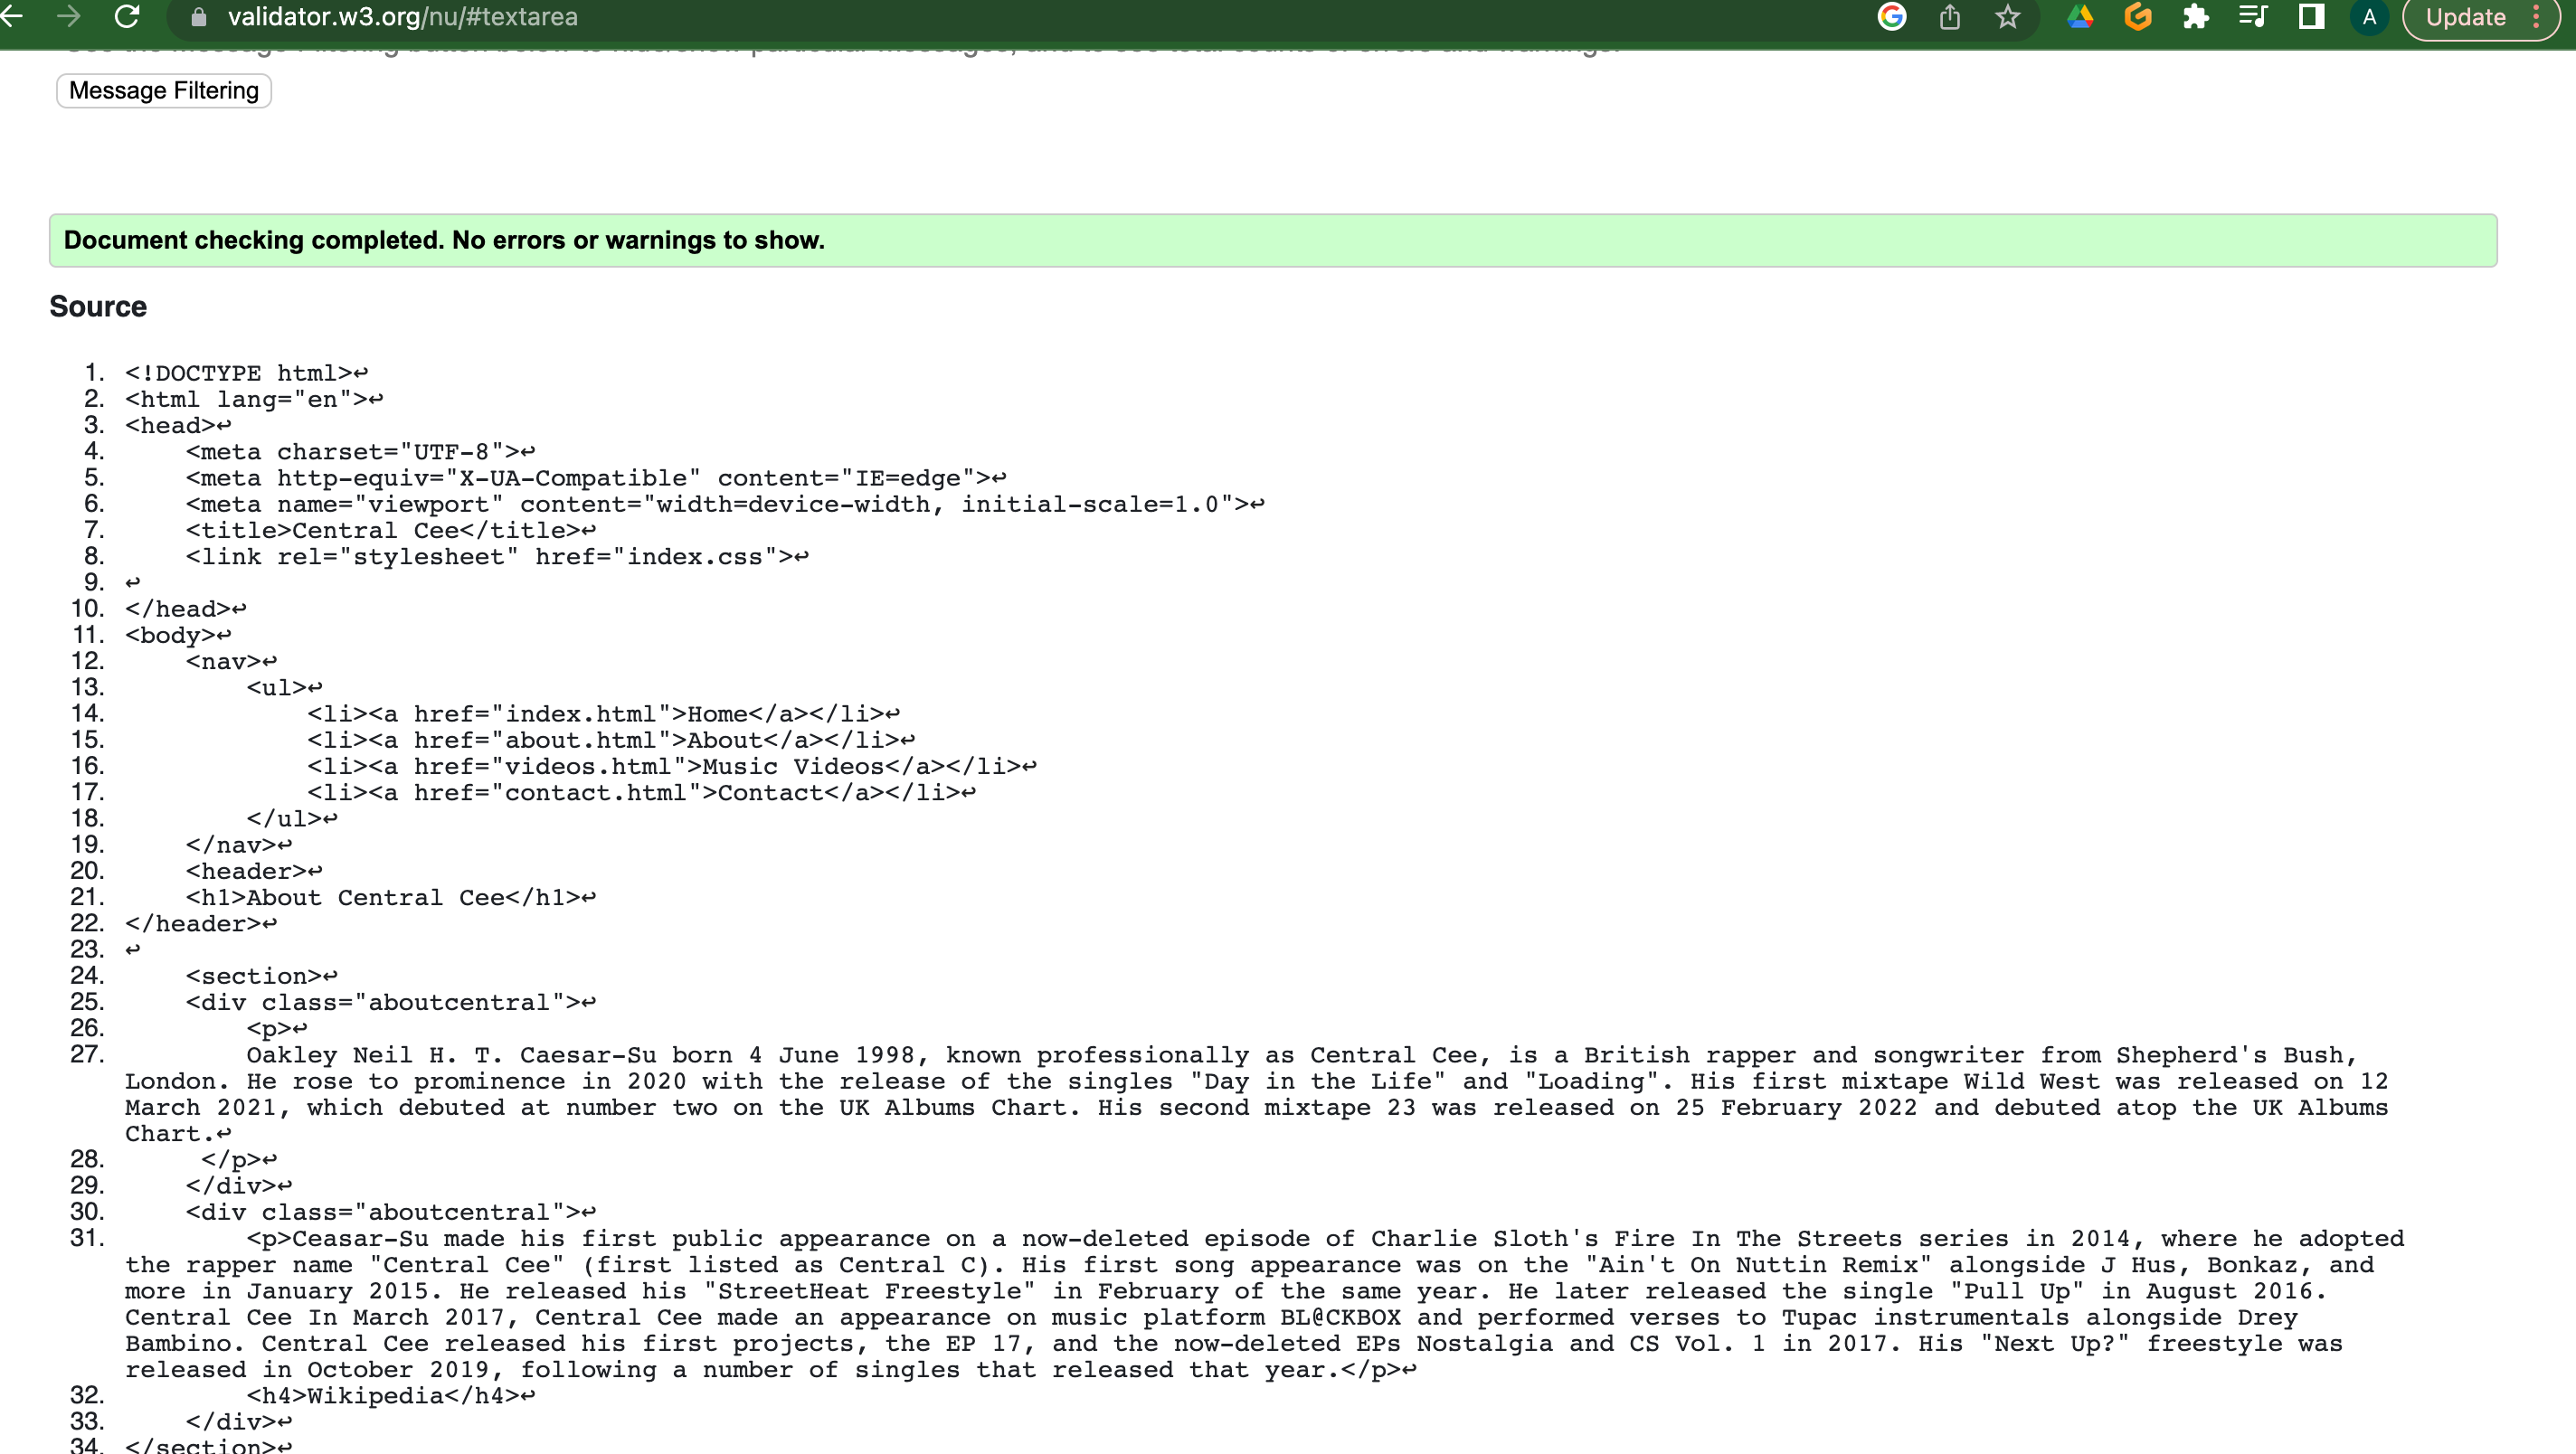 validator.w3.org/nu/#textarea
A
Update
Message Filtering
Document checking completed. No errors or warnings to show.
Source
1. <!DOCTYPE html>↩
2. <html lang="en">↩
3. <head>↩
4. <meta charset="UTF-8">↩
5. <meta http-equiv="X-UA-Compatible" content="IE=edge">↩
6. <meta name="viewport" content="width=device-width, initial-scale=1.0">↩
7. <title>Central Cee</title>↩
8. <link rel="stylesheet" href="index.css">↩
9. ↩
10. </head>↩
11. <body>↩
12. <nav>↩
13. <ul>↩
14. <li><a href="index.html">Home</a></li>↩
15. <li><a href="about.html">About</a></li>↩
16. <li><a href="videos.html">Music Videos</a></li>↩
17. <li><a href="contact.html">Contact</a></li>↩
18. </ul>↩
19. </nav>↩
20. <header>↩
21. <h1>About Central Cee</h1>↩
22. </header>↩
23. ↩
24. <section>↩
25. <div class="aboutcentral">↩
26. <p>↩
27. Oakley Neil H. T. Caesar-Su born 4 June 1998, known professionally as Central Cee, is a British rapper and songwriter from Shepherd's Bush,
London. He rose to prominence in 2020 with the release of the singles "Day in the Life" and "Loading". His first mixtape Wild West was released on 12
March 2021, which debuted at number two on the UK Albums Chart. His second mixtape 23 was released on 25 February 2022 and debuted atop the UK Albums
Chart.↩
28. </p>↩
29. </div>↩
30. <div class="aboutcentral">↩
31. <p>Ceasar-Su made his first public appearance on a now-deleted episode of Charlie Sloth's Fire In The Streets series in 2014, where he adopted
the rapper name "Central Cee" (first listed as Central C). His first song appearance was on the "Ain't On Nuttin Remix" alongside J Hus, Bonkaz, and
more in January 2015. He released his "StreetHeat Freestyle" in February of the same year. He later released the single "Pull Up" in August 2016.
Central Cee In March 2017, Central Cee made an appearance on music platform BL@CKBOX and performed verses to Tupac instrumentals alongside Drey
Bambino. Central Cee released his first projects, the EP 17, and the now-deleted EPs Nostalgia and CS Vol. 1 in 2017. His "Next Up?" freestyle was
released in October 2019, following a number of singles that released that year.</p>↩
32. <h4>Wikipedia</h4>↩
33. </div>↩
34. </section>↩